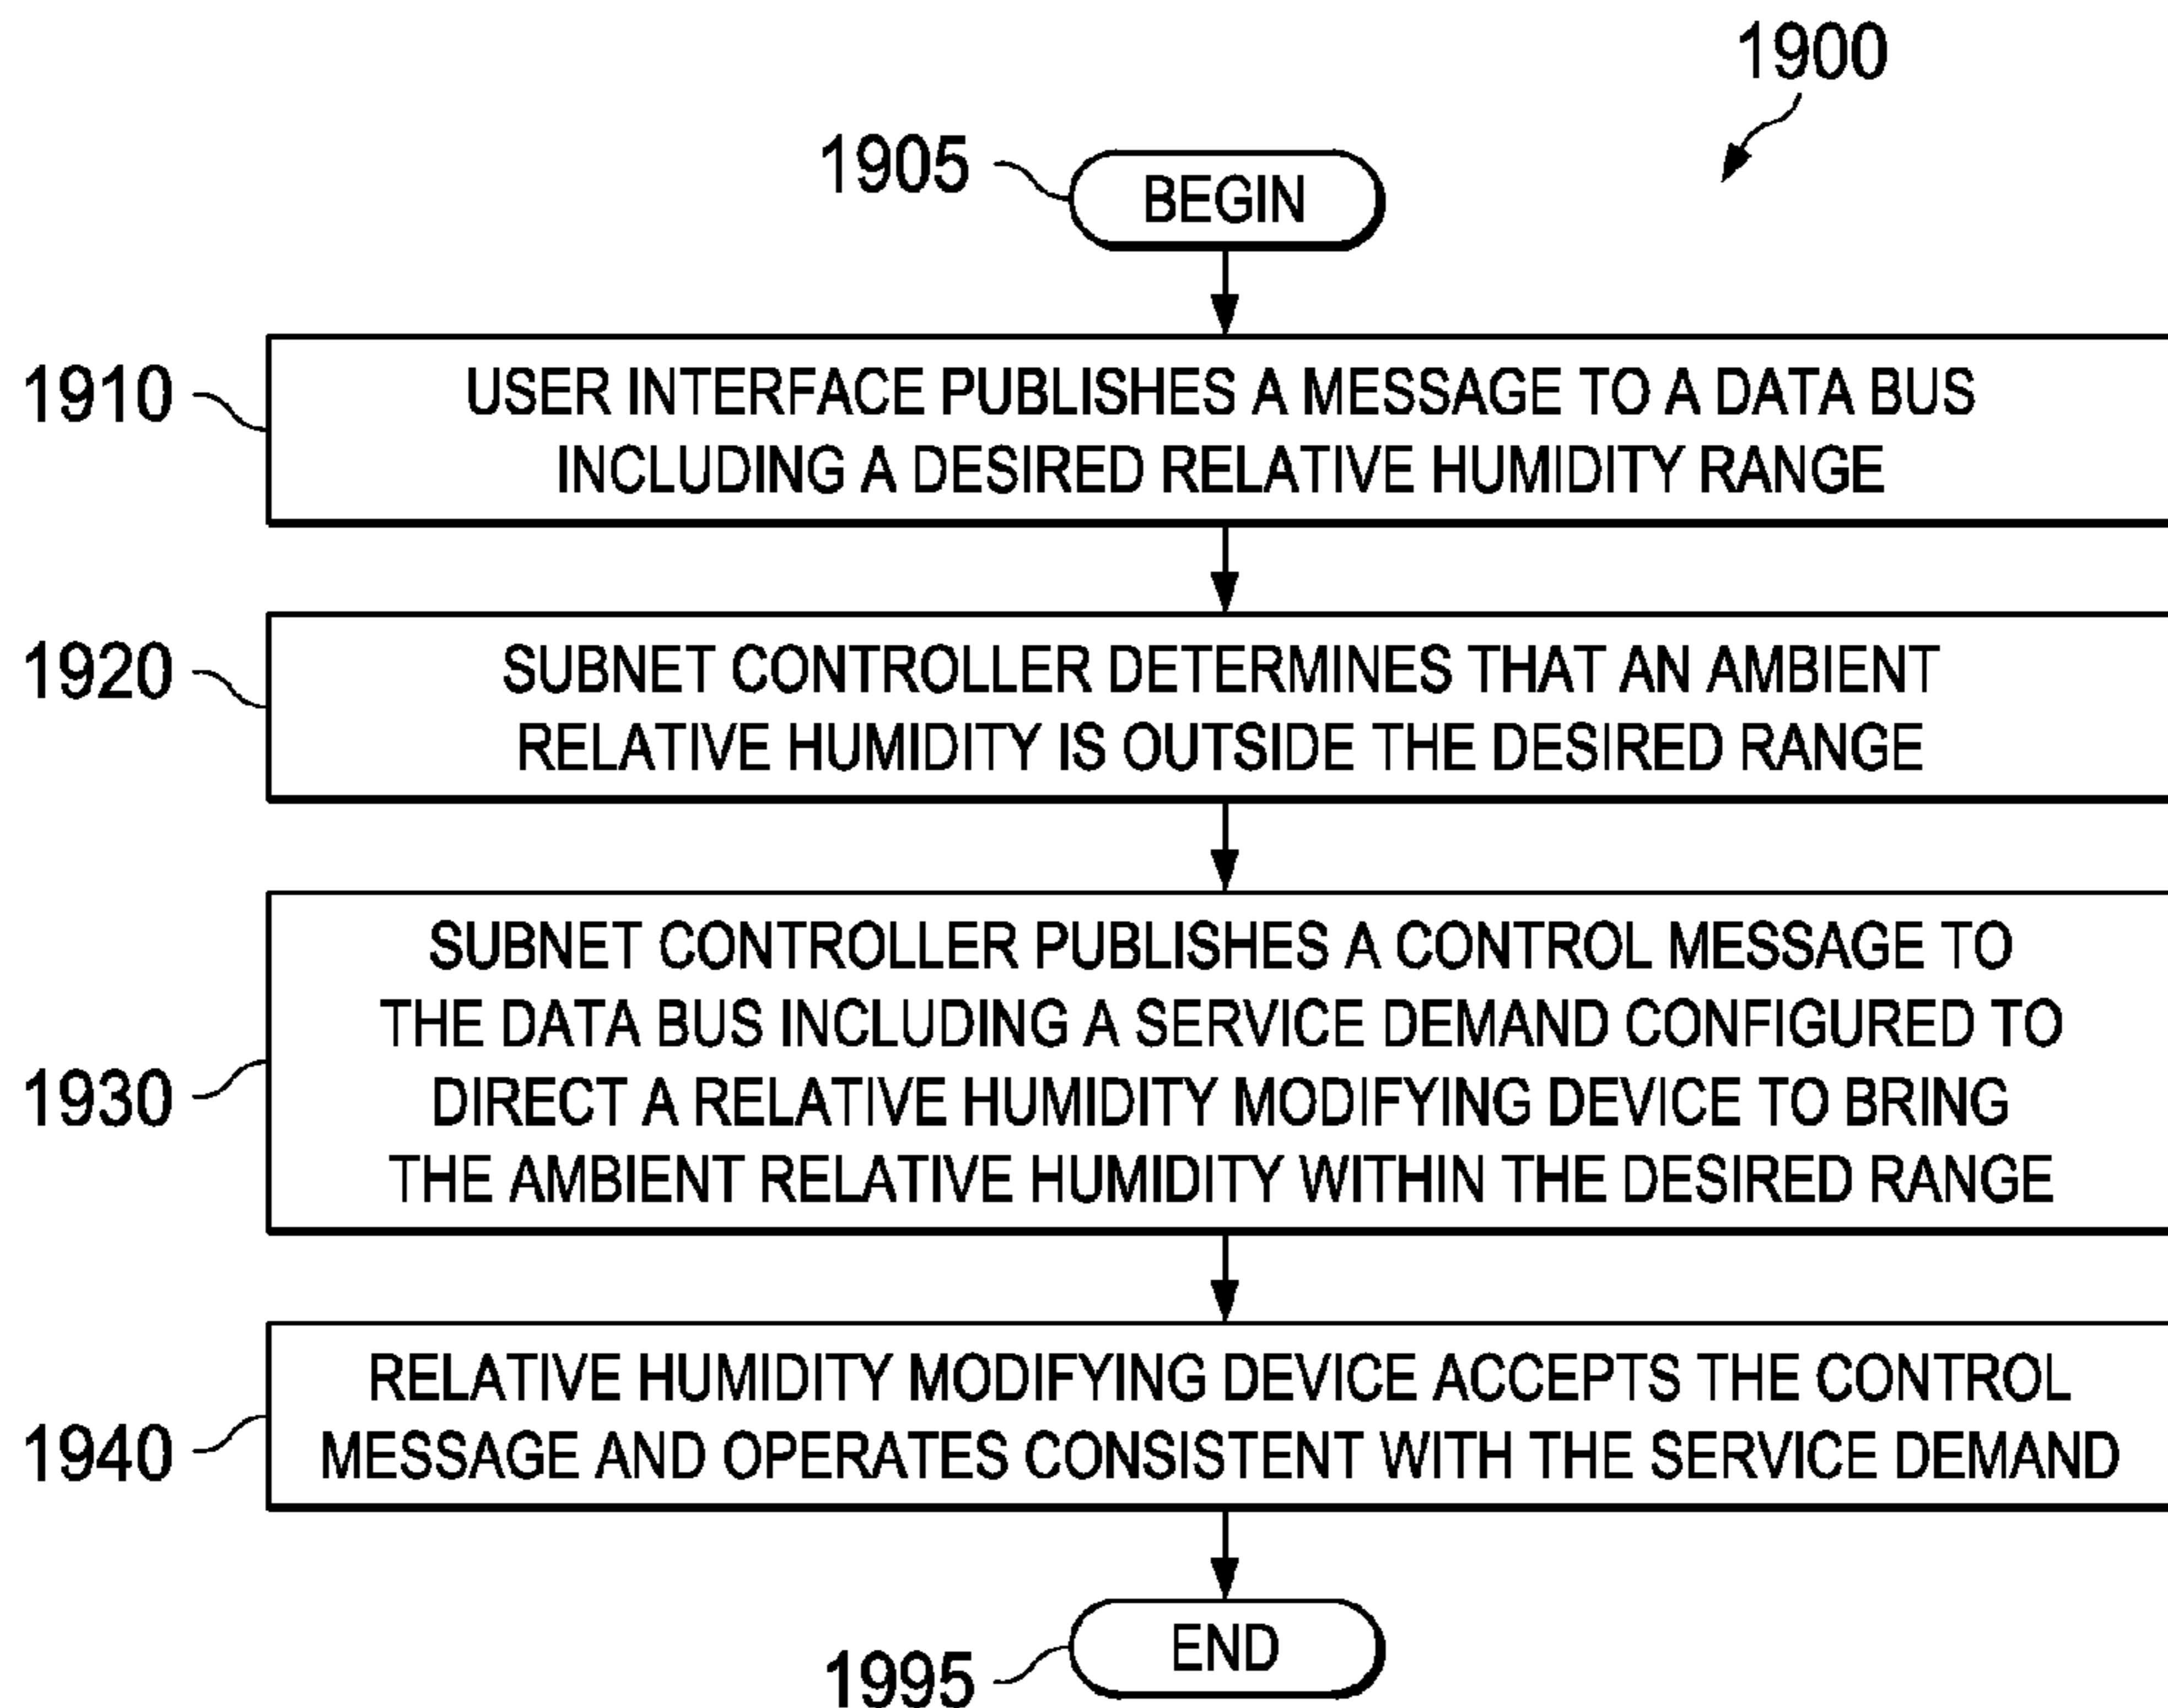 1900
1905
BEGIN
1910
USER INTERFACE PUBLISHES A MESSAGE TO A DATA BUS
INCLUDING A DESIRED RELATIVE HUMIDITY RANGE
1920
SUBNET CONTROLLER DETERMINES THAT AN AMBIENT
RELATIVE HUMIDITY IS OUTSIDE THE DESIRED RANGE
1930
SUBNET CONTROLLER PUBLISHES A CONTROL MESSAGE TO
THE DATA BUS INCLUDING A SERVICE DEMAND CONFIGURED TO
DIRECT A RELATIVE HUMIDITY MODIFYING DEVICE TO BRING
THE AMBIENT RELATIVE HUMIDITY WITHIN THE DESIRED RANGE
1940
RELATIVE HUMIDITY MODIFYING DEVICE ACCEPTS THE CONTROL
MESSAGE AND OPERATES CONSISTENT WITH THE SERVICE DEMAND
END
1995